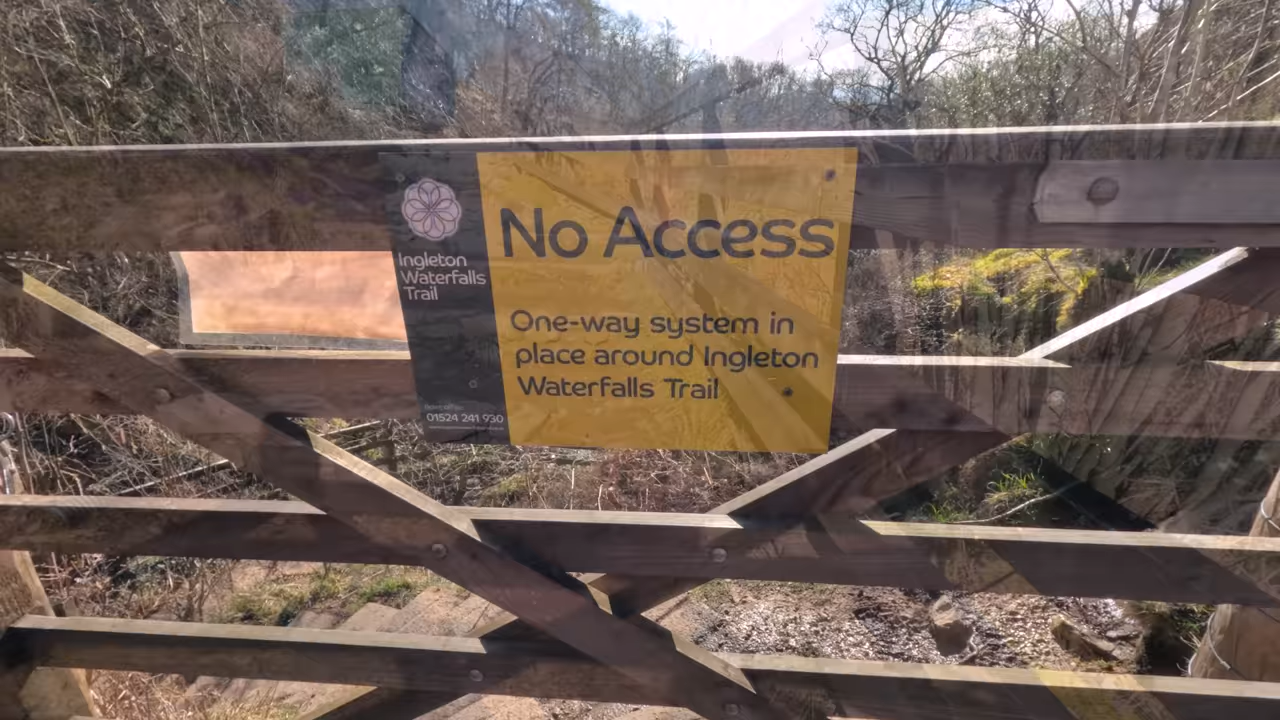 No Access
Ingleton
Waterfalls
Trail
One-way system in
place around Ingleton
Waterfalls Trail
01524 241 930